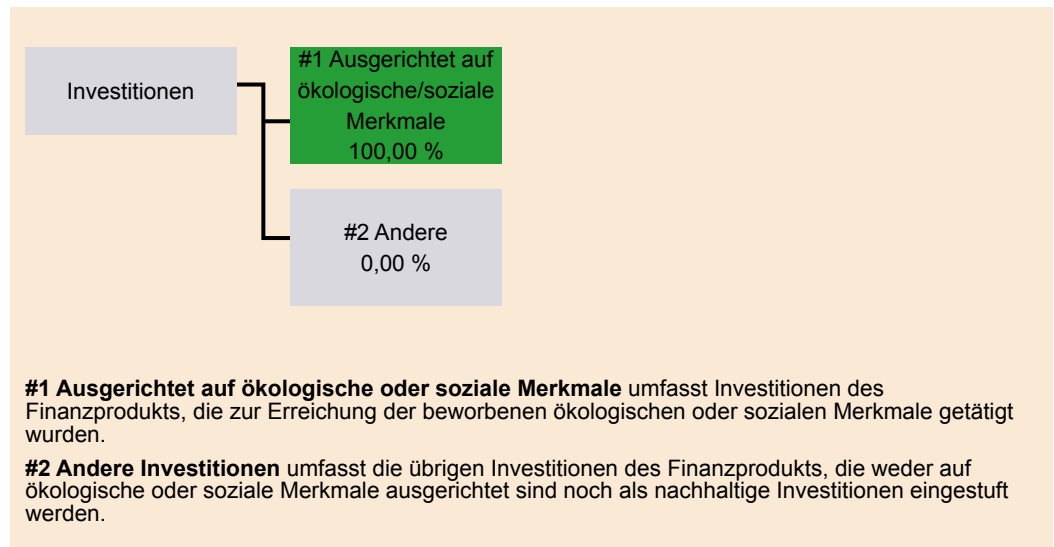 Investitionen
#1 Ausgerichtet auf
ökologische/soziale
Merkmale
100,00 %
#2 Andere
0,00 %
#1 Ausgerichtet auf ökologische oder soziale Merkmale umfasst Investitionen des
Finanzprodukts, die zur Erreichung der beworbenen ökologischen oder sozialen Merkmale getätigt
wurden.
#2 Andere Investitionen umfasst die übrigen Investitionen des Finanzprodukts, die weder auf
ökologische oder soziale Merkmale ausgerichtet sind noch als nachhaltige Investitionen eingestuft
werden.